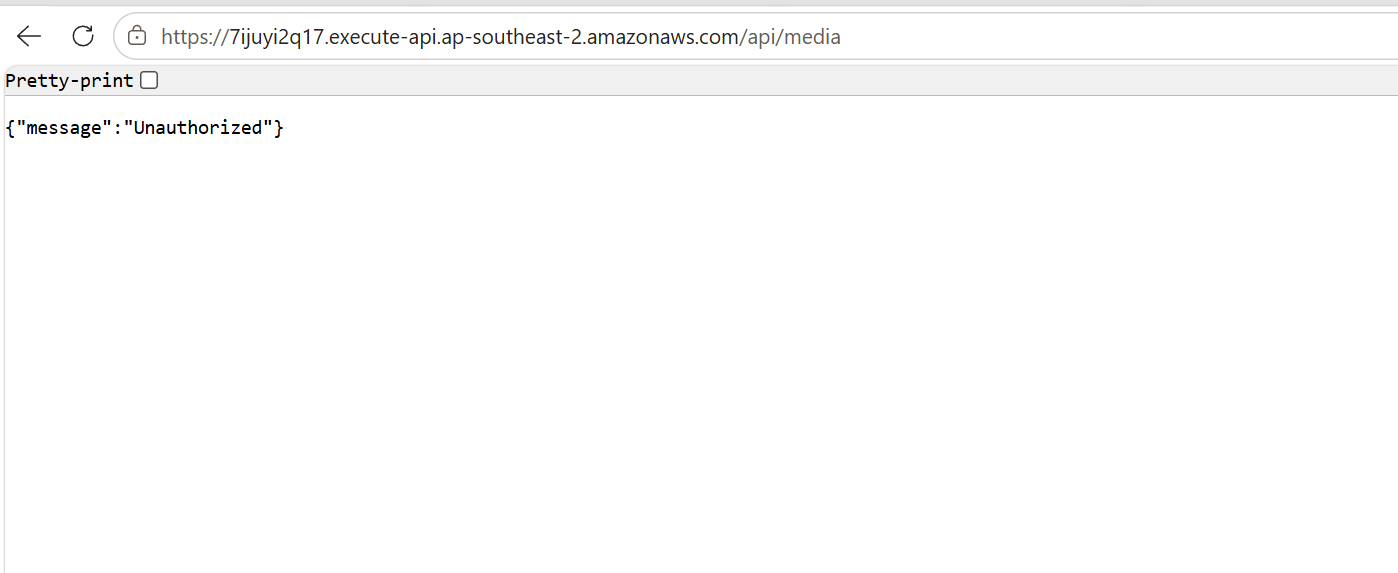 https://7ijuyi2q17.execute-api.ap-southeast-2.amazonaws.com/api/media
Pretty-print
{"message":"Unauthorized"}